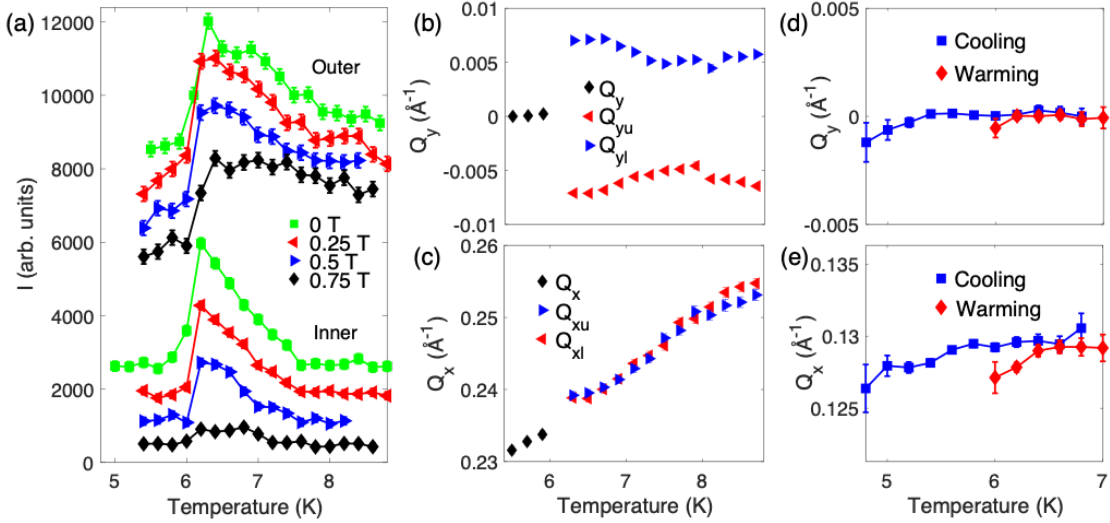 (a)
I (arb. units)
12000
10000
8000
6000
4000
2000
0
Outer
0 T
0.25 T
0.5 T
0.75 T
Inner
5 6 7 8
Temperature (K)
(b)
Q_y (Å^-1)
0.01
0.005
0
-0.005
-0.01
Q_y
Q_yu
Q_yl
(c)
Q_x (Å^-1)
0.26
0.25
0.24
0.23
Q_x
Q_xu
Q_xl
6 7 8
Temperature (K)
(d)
Q_y (Å^-1)
0.005
0
-0.005
Cooling
Warming
(e)
Q_x (Å^-1)
0.135
0.13
0.125
Cooling
Warming
5 6 7
Temperature (K)